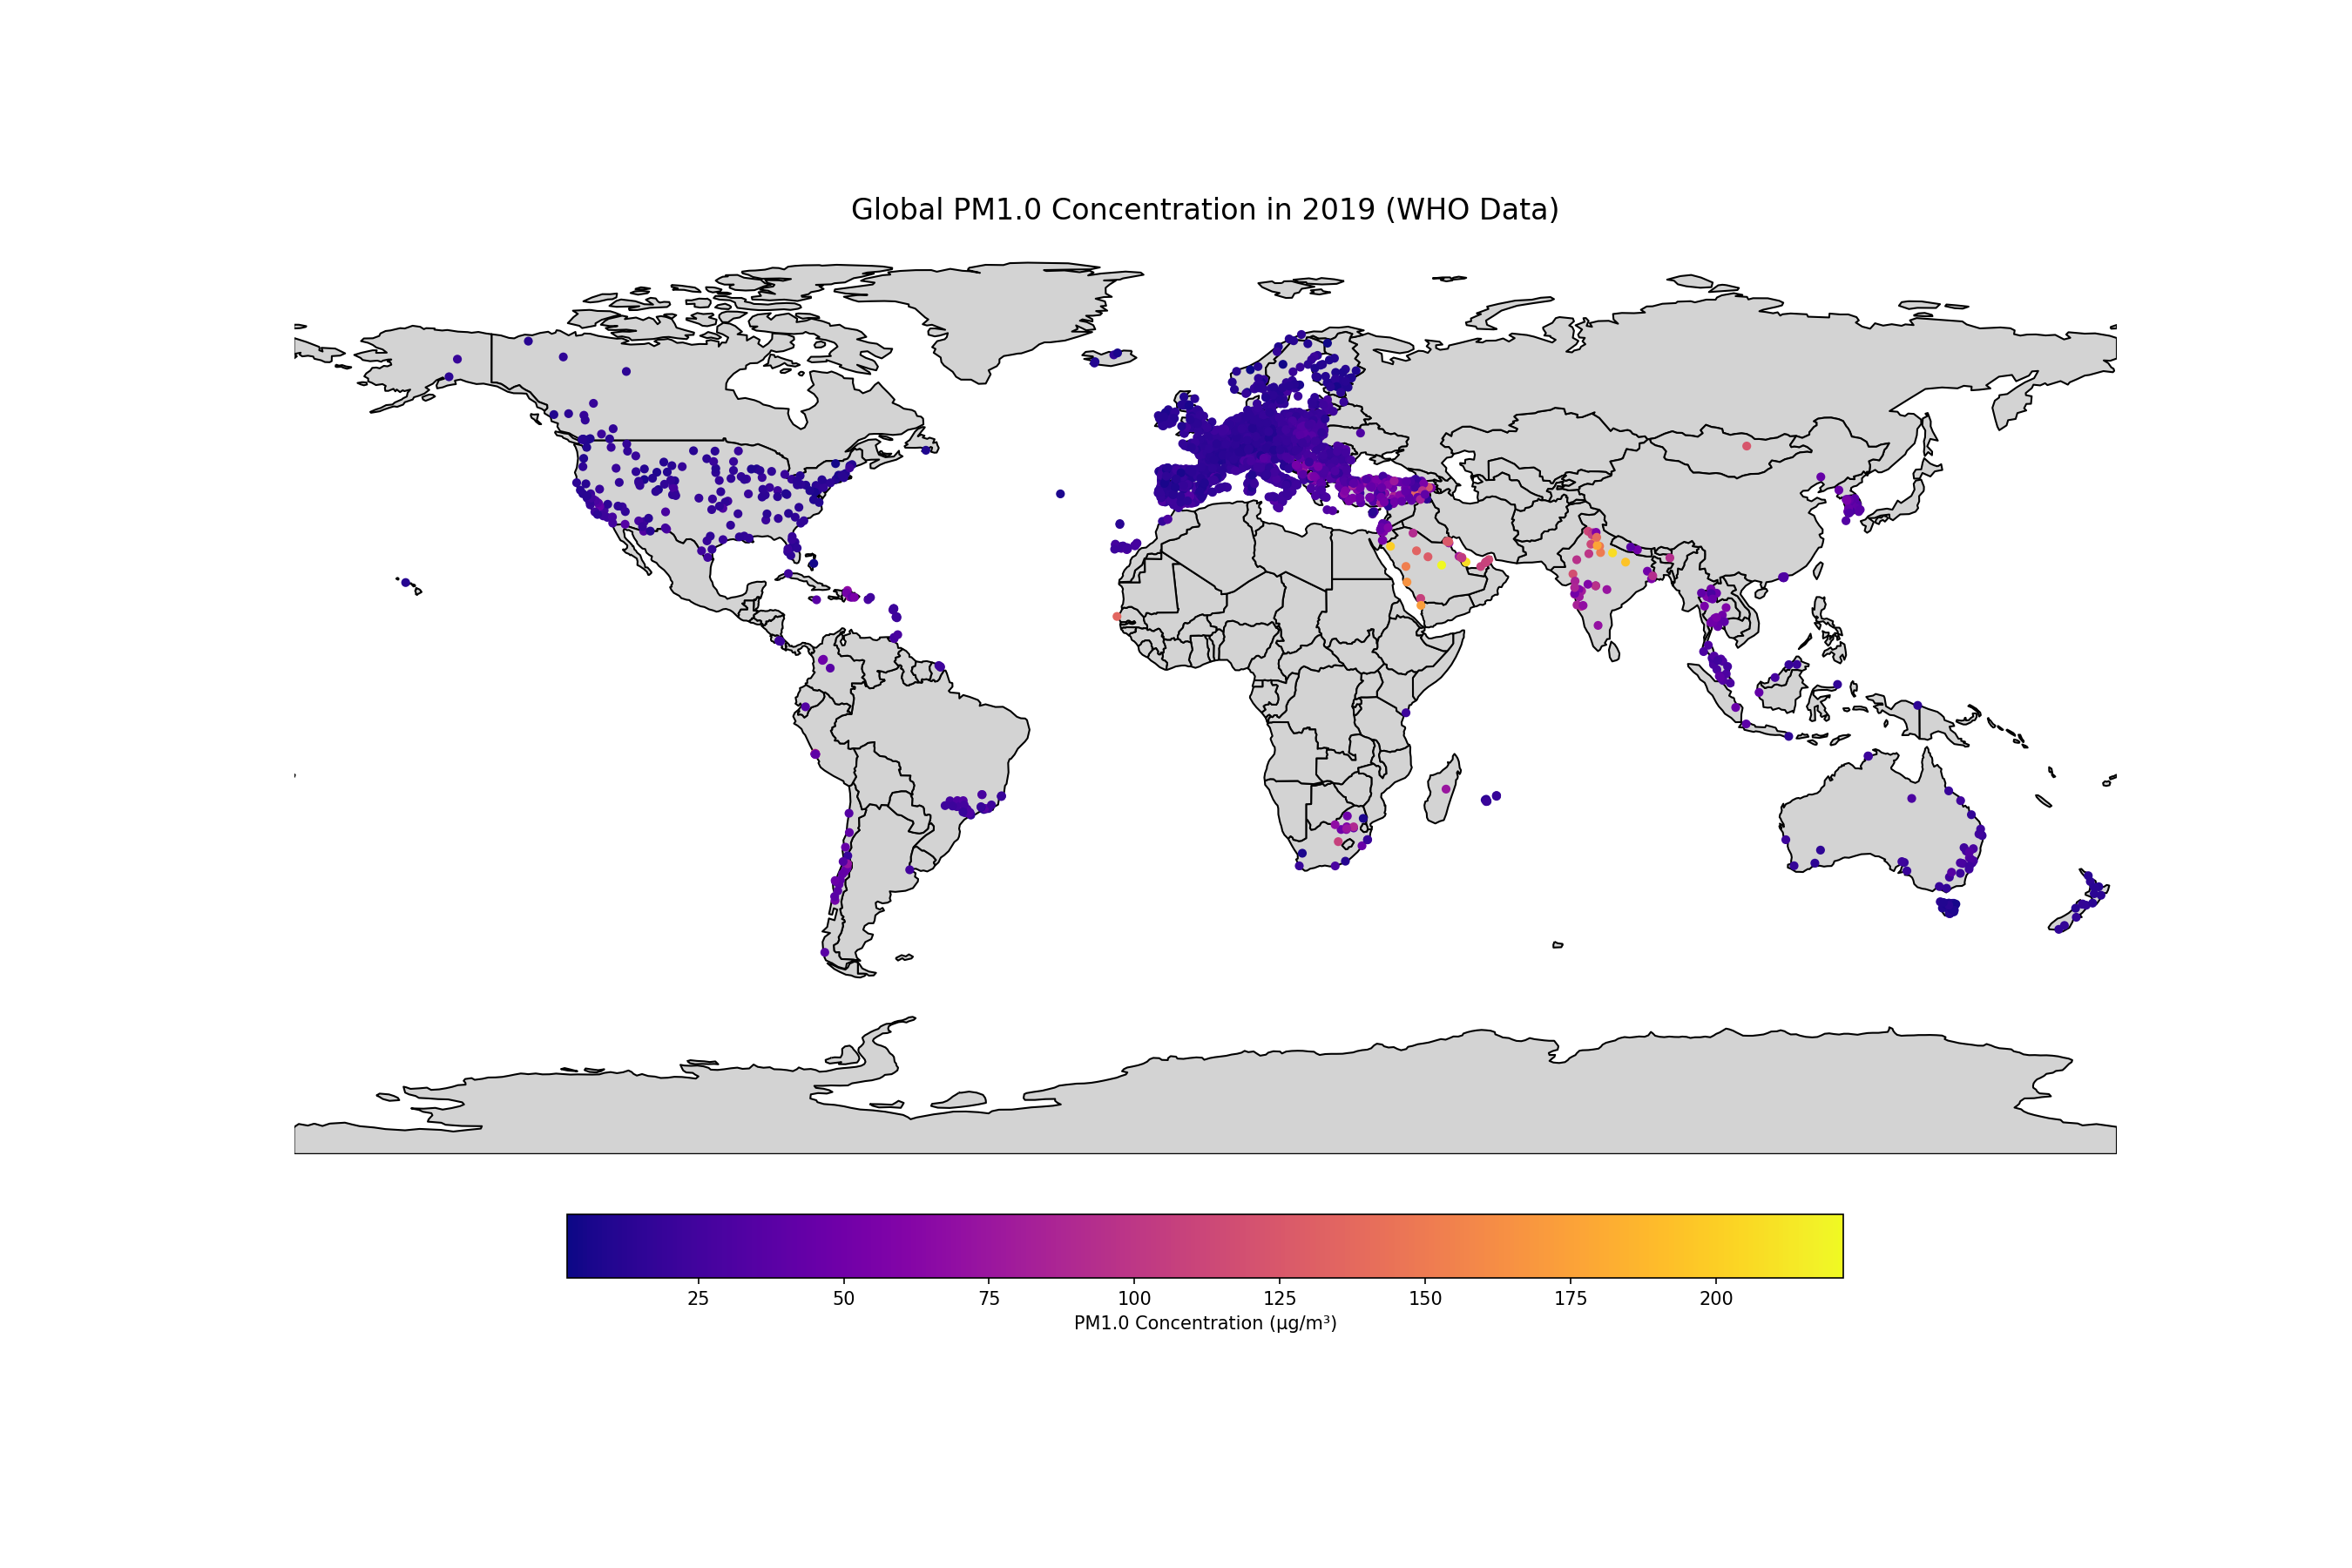 Global PM1.0 Concentration in 2019 (WHO Data)
25 50 75 100 125 150 175 200
PM1.0 Concentration (µg/m³)